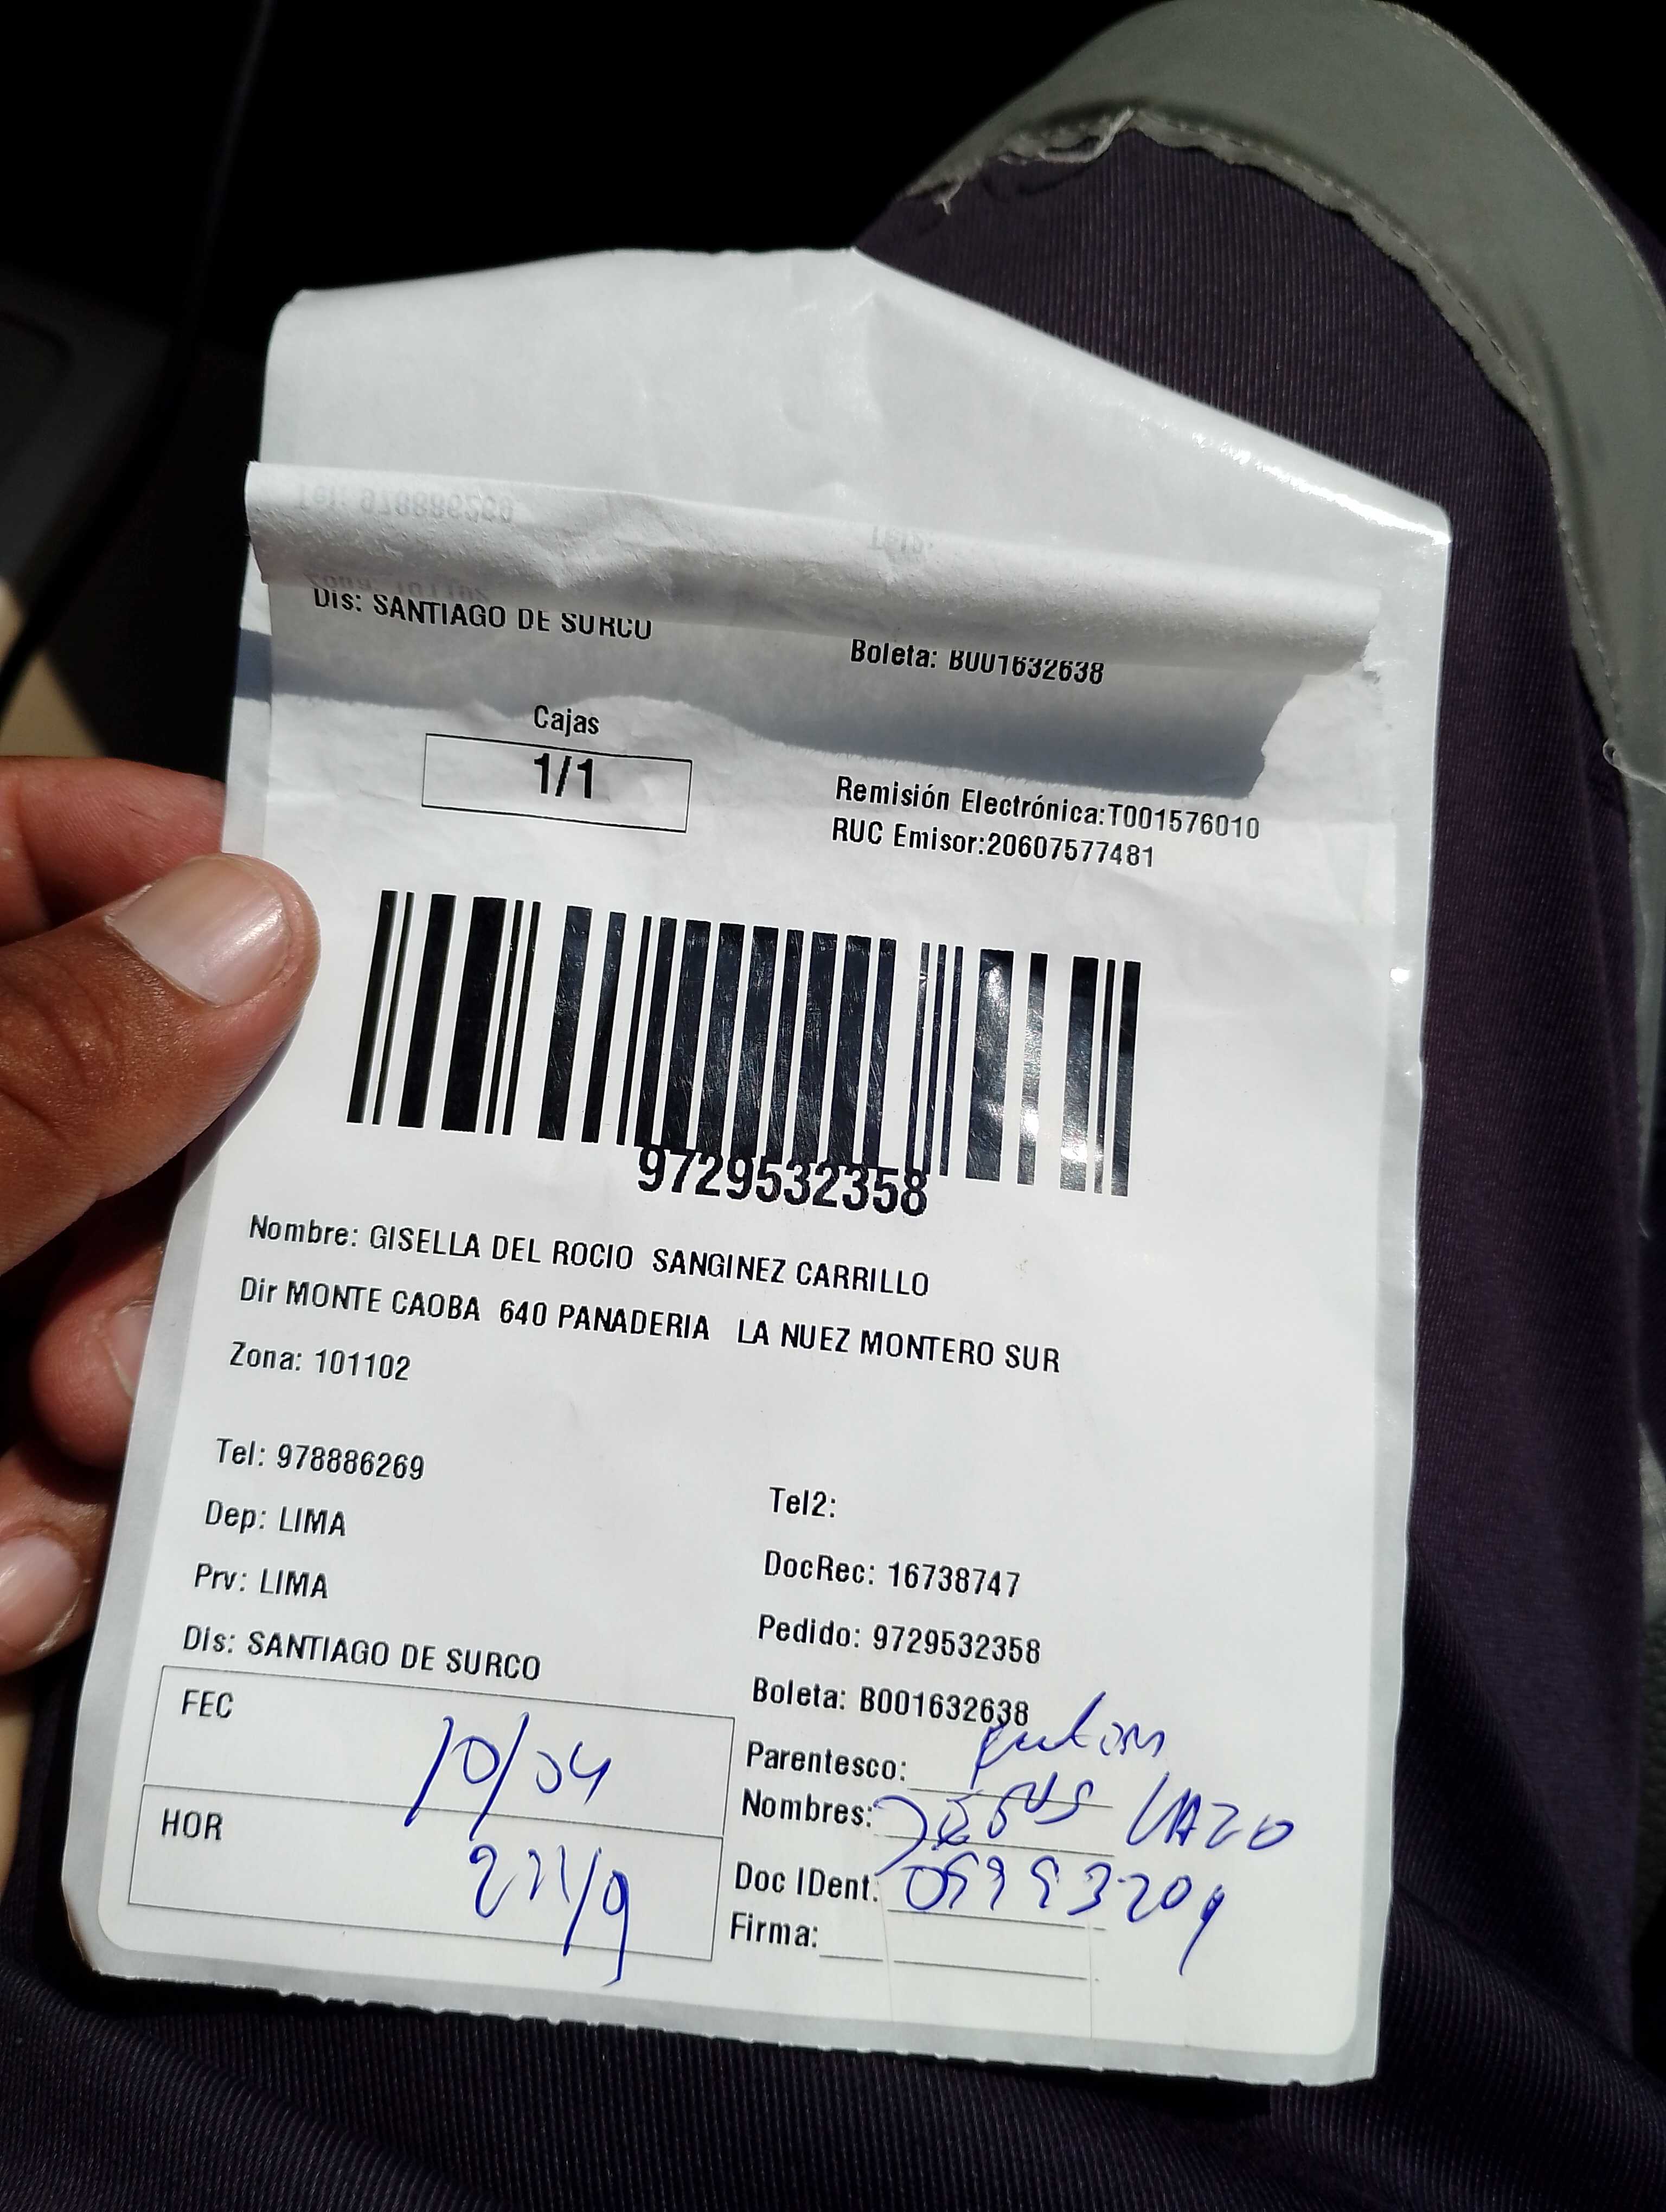 Dis: SANTIAGO DE SURCO
Boleta: B001632638
Cajas
1/1
Remisión Electrónica:T001576010
RUC Emisor:20607577481
9729532358
Nombre: GISELLA DEL ROCIO SANGINEZ CARRILLO
Dir MONTE CAOBA 640 PANADERIA LA NUEZ MONTERO SUR
Zona: 101102
Tel: 978886269
Tel2:
Dep: LIMA
DocRec: 16738747
Prv: LIMA
Pedido: 9729532358
Dis: SANTIAGO DE SURCO
Boleta: B001632638
FEC 10/04
Parentesco:
Nombres:
HOR
Doc IDent:
Firma: